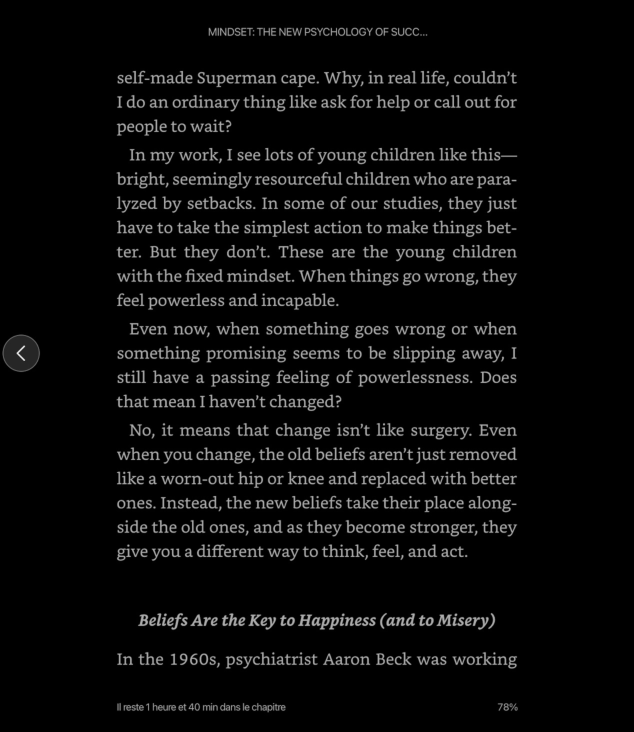 MINDSET: THE NEW PSYCHOLOGY OF SUCC...
self-made Superman cape. Why, in real life, couldn’t
I do an ordinary thing like ask for help or call out for
people to wait?
In my work, I see lots of young children like this—
bright, seemingly resourceful children who are para-
lyzed by setbacks. In some of our studies, they just
have to take the simplest action to make things bet-
ter. But they don’t. These are the young children
with the fixed mindset. When things go wrong, they
feel powerless and incapable.
Even now, when something goes wrong or when
something promising seems to be slipping away, I
still have a passing feeling of powerlessness. Does
that mean I haven’t changed?
No, it means that change isn’t like surgery. Even
when you change, the old beliefs aren’t just removed
like a worn-out hip or knee and replaced with better
ones. Instead, the new beliefs take their place along-
side the old ones, and as they become stronger, they
give you a different way to think, feel, and act.
Beliefs Are the Key to Happiness (and to Misery)
In the 1960s, psychiatrist Aaron Beck was working
Il reste 1 heure et 40 min dans le chapitre
78%